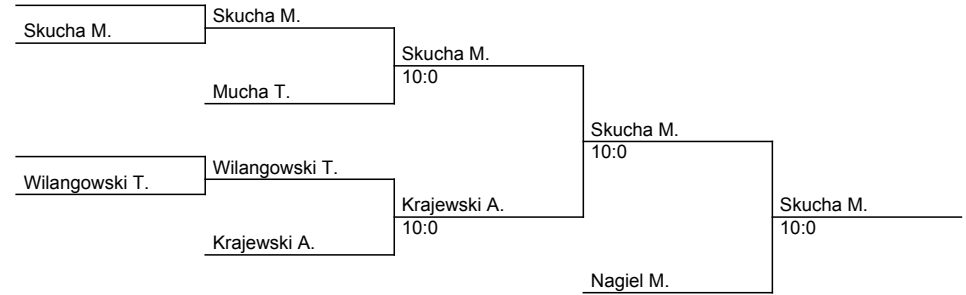 Skucha M.
Skucha M.
Skucha M.
10:0
Mucha T.
Skucha M.
10:0
Wilangowski T.
Wilangowski T.
Krajewski A.
10:0
Skucha M.
10:0
Krajewski A.
Nagiel M.